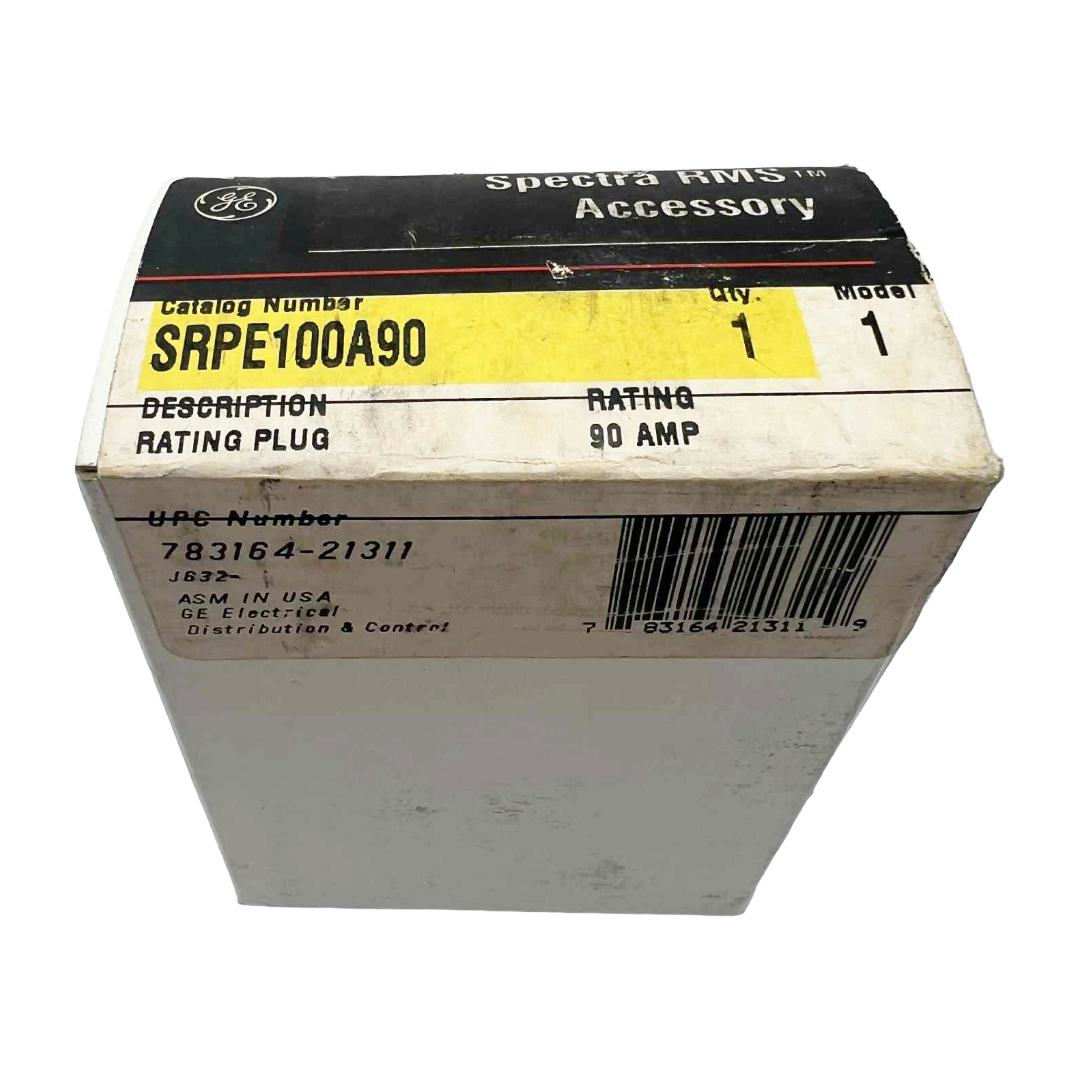 GE
Spectra RMS™
Accessory
Catalog Number Qty. Model
SRPE100A90 1 1
DESCRIPTION RATING
RATING PLUG 90 AMP
UPC Number
783164-21311
J632-
ASM IN USA
GE Electrical
Distribution & Control
7 83164 21311 9